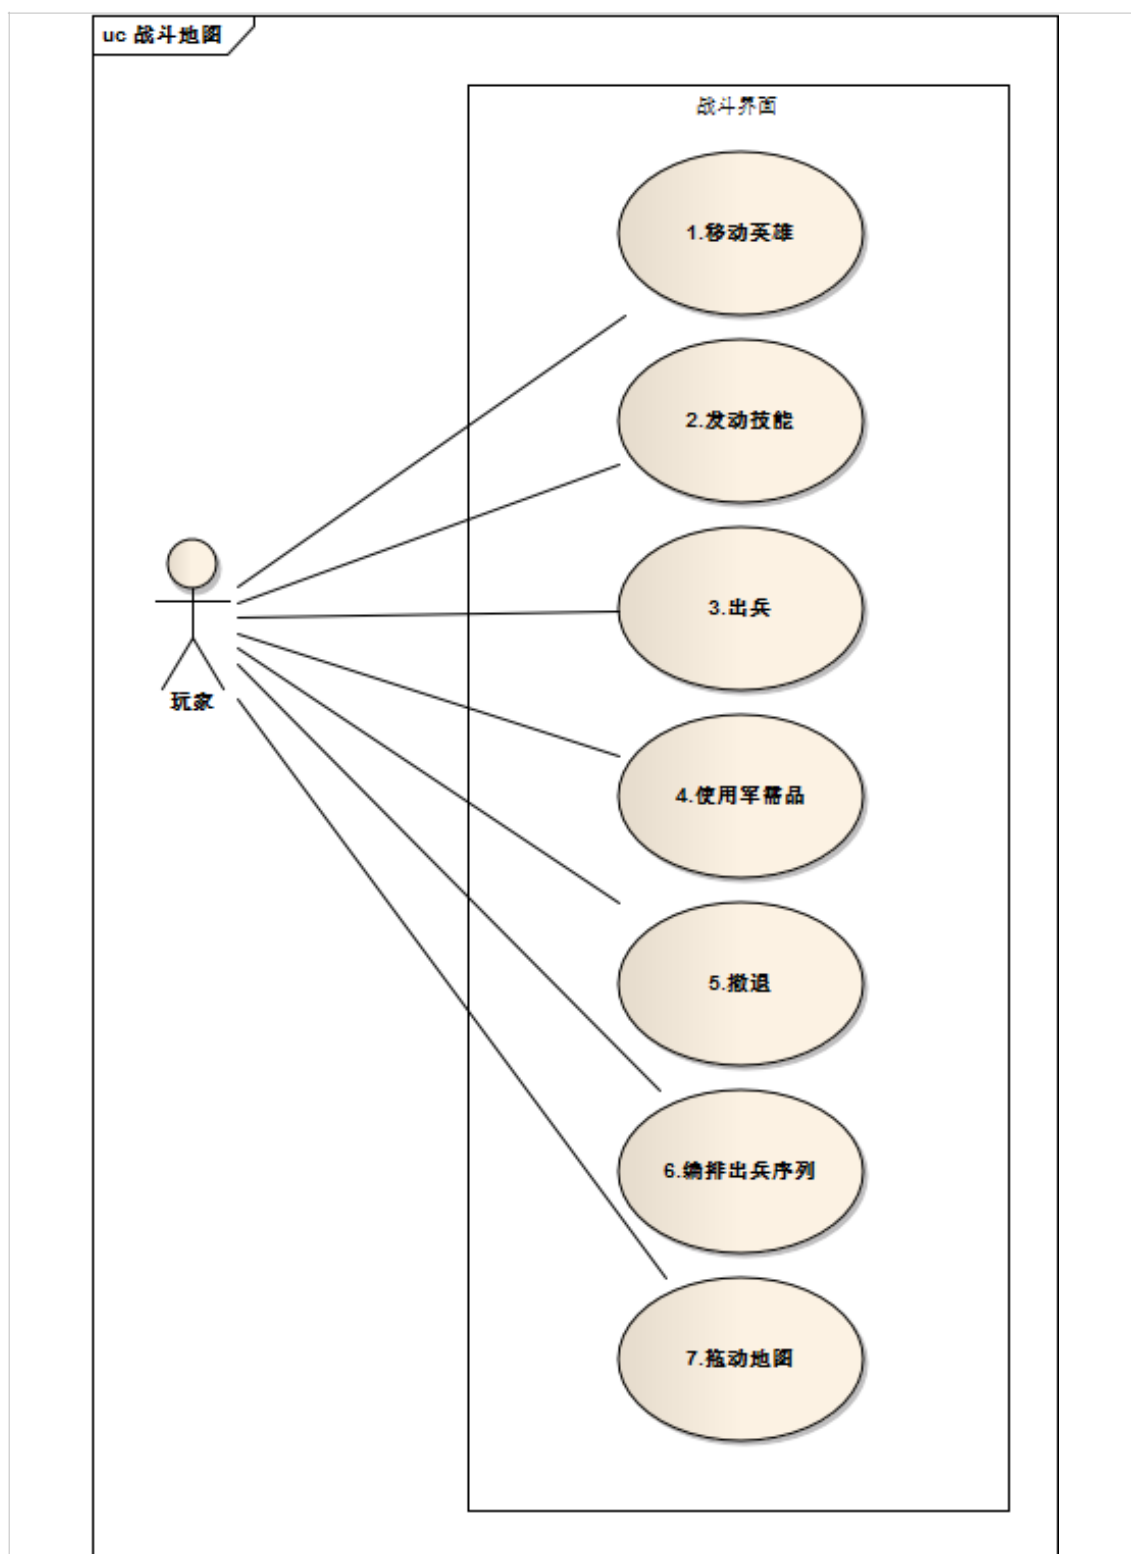 uc 战斗地图
战斗界面
1.移动英雄
2.发动技能
3.出兵
玩家
4.使用军需品
5.撤退
6.编排出兵序列
7.拖动地图